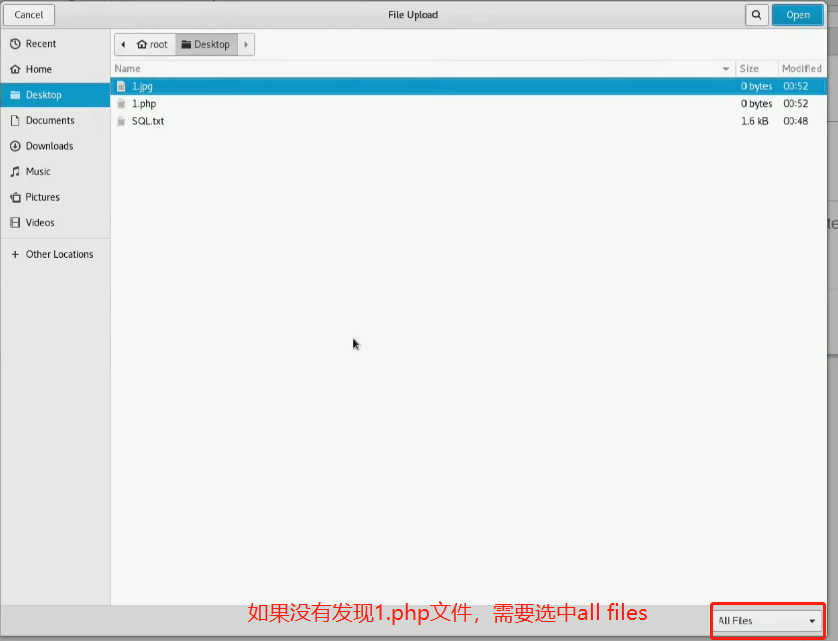 Cancel
File Upload
Open
Recent
Home
Desktop
Documents
Downloads
Music
Pictures
Videos
Other Locations
root Desktop
Name Size Modified
1.jpg 0 bytes 00:52
1.php 0 bytes 00:52
SQL.txt 1.6 kB 00:48
如果没有发现1.php文件，需要选中all files
All Files